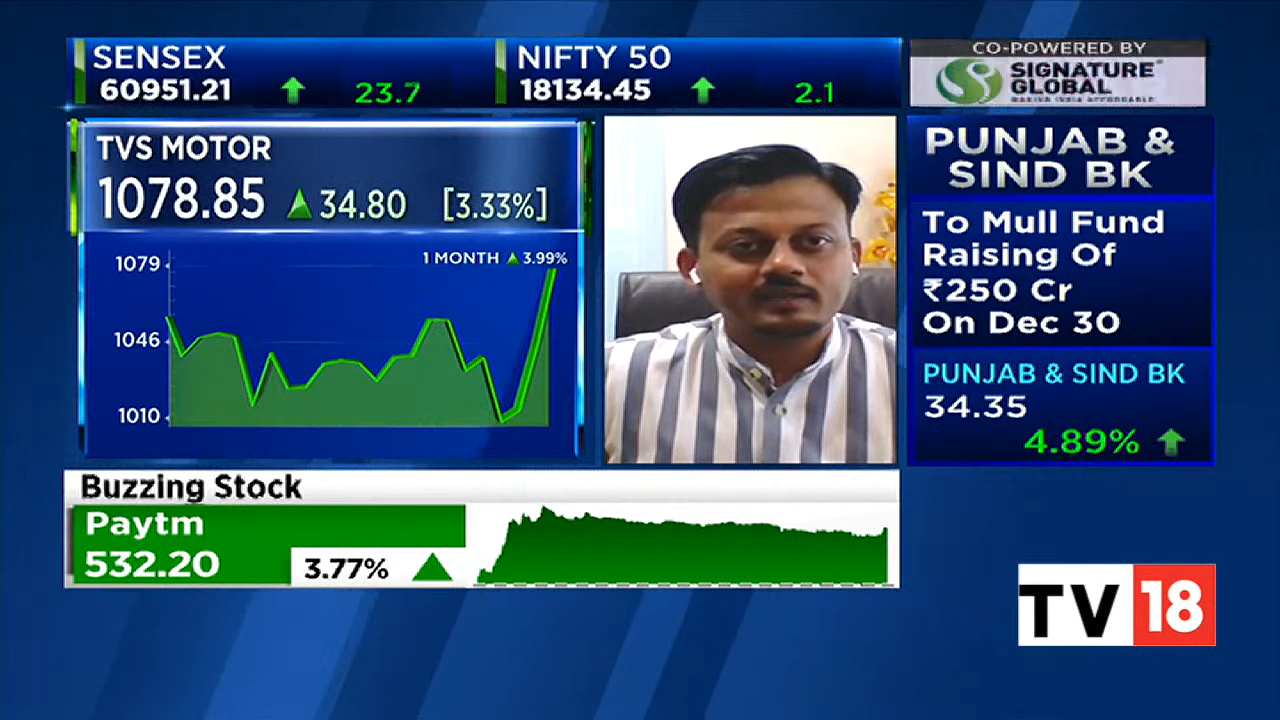 SENSEX
60951.21 23.7
NIFTY 50
18134.45 2.1
CO-POWERED BY
SIGNATURE
GLOBAL
MAKING INDIA AFFORDABLE
TVS MOTOR
1078.85 34.80 [3.33%]
1 MONTH 3.99%
1079
1046
1010
PUNJAB &
SIND BK
To Mull Fund
Raising Of
₹250 Cr
On Dec 30
PUNJAB & SIND BK
34.35
4.89%
Buzzing Stock
Paytm
532.20
3.77%
TV18